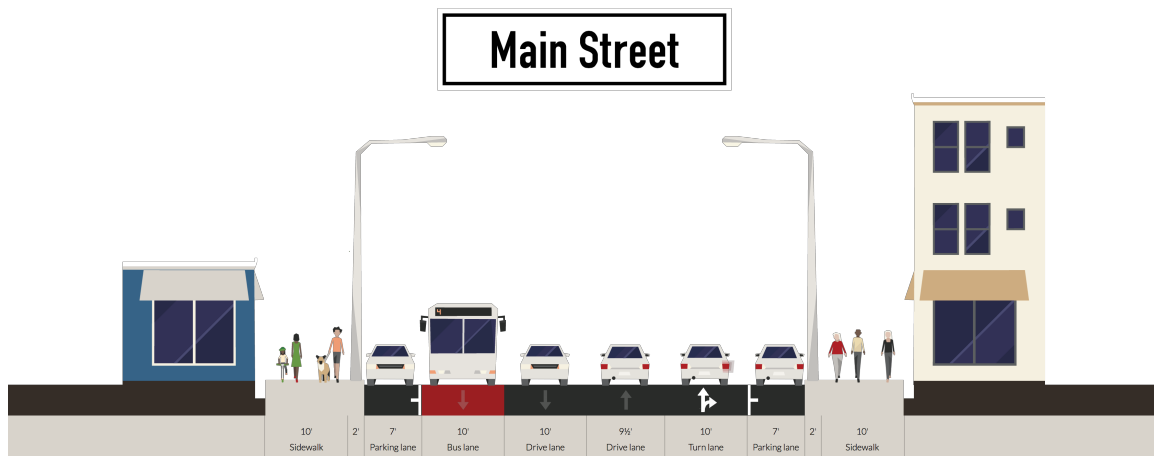 Main Street
4
10' 2' 7' 10' 10' 9½' 10' 7' 2' 10'
Sidewalk Parking lane Bus lane Drive lane Drive lane Turn lane Parking lane Sidewalk